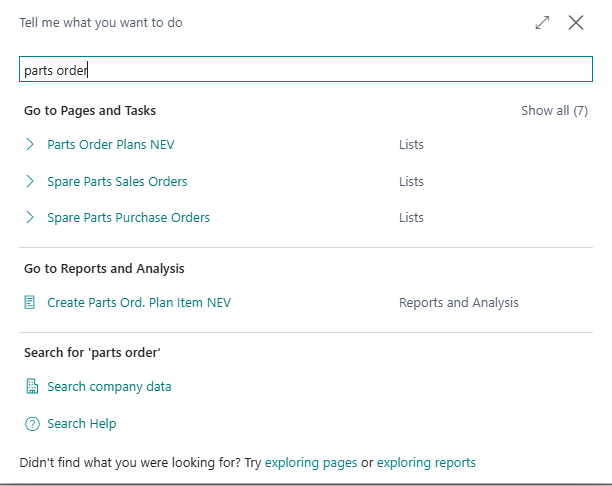 Tell me what you want to do
parts order
Go to Pages and Tasks Show all (7)
Parts Order Plans NEV Lists
Spare Parts Sales Orders Lists
Spare Parts Purchase Orders Lists
Go to Reports and Analysis
Create Parts Ord. Plan Item NEV Reports and Analysis
Search for 'parts order'
Search company data
Search Help
Didn't find what you were looking for? Try exploring pages or exploring reports